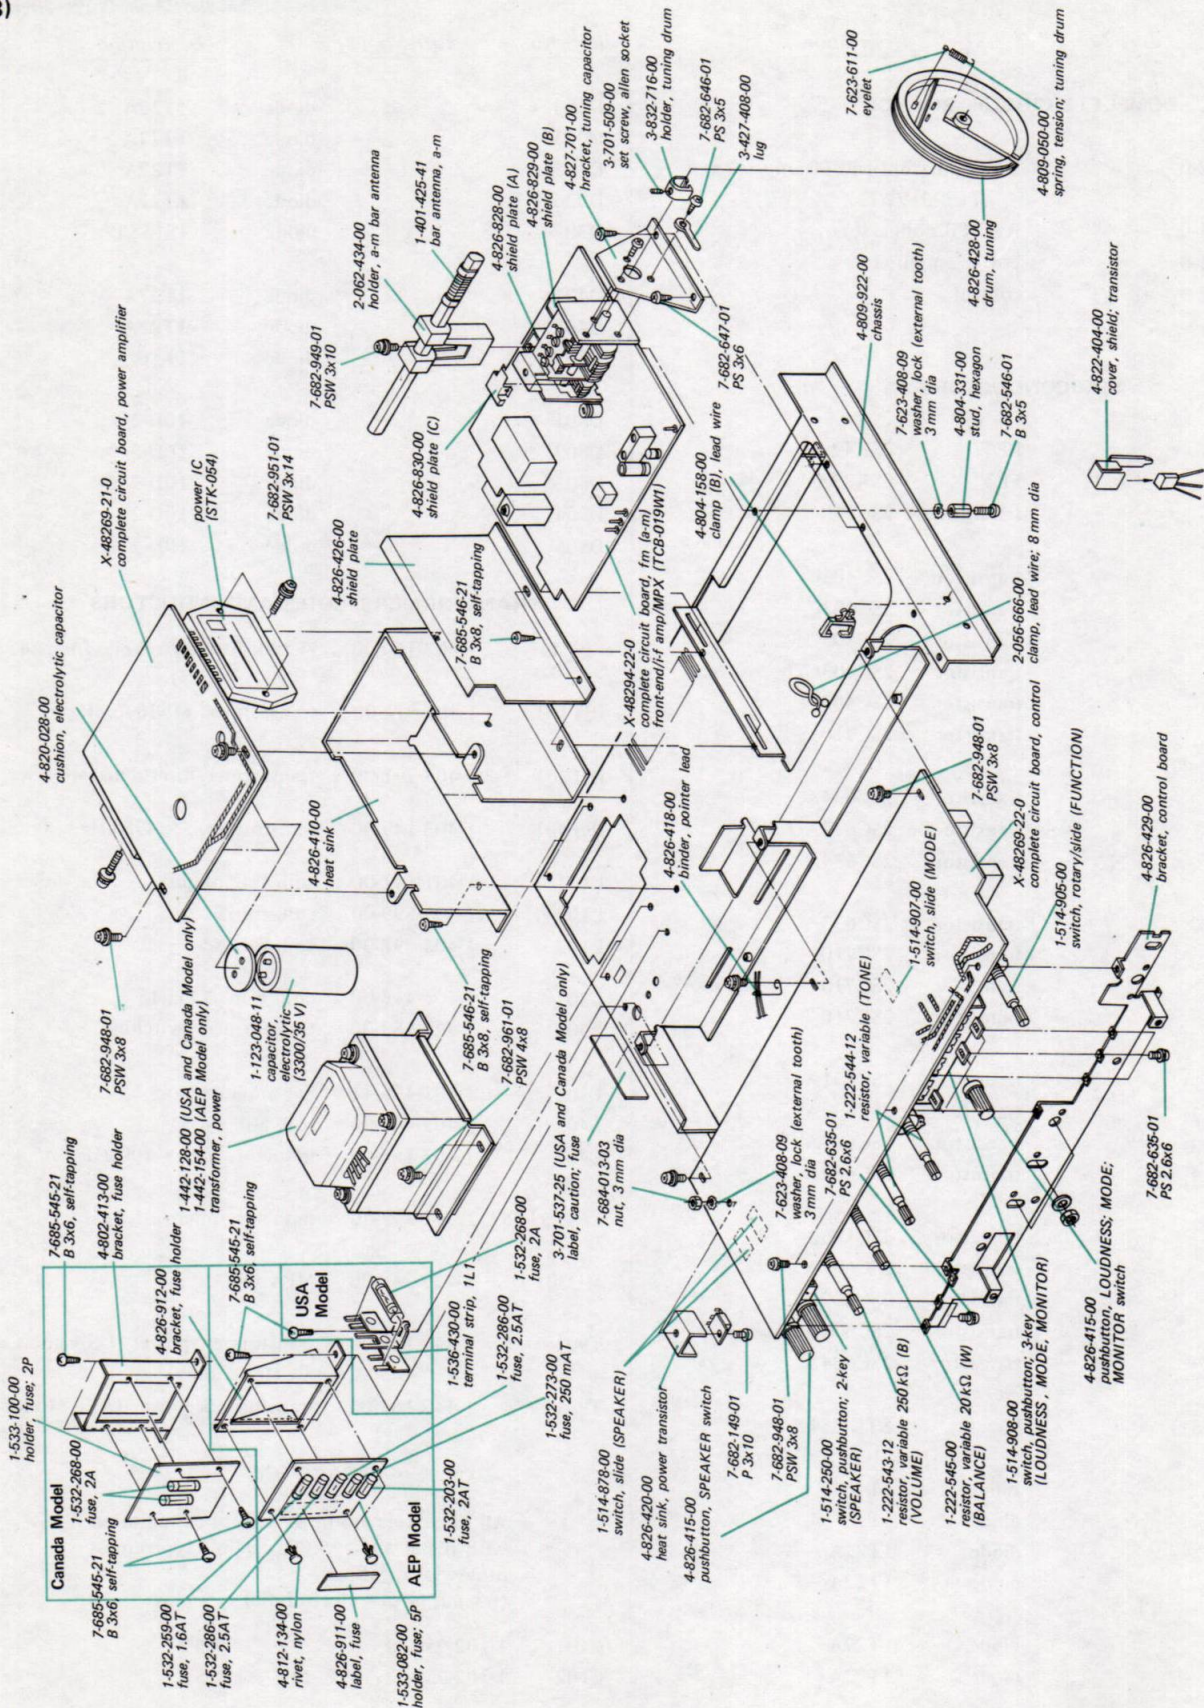 3)
4-820-028-00
cushion, electrolytic capacitor
X-48269-21-0
complete circuit board, power amplifier
power IC
(STK-054)
7-682-951-01
PSW 3x14
7-682-949-01
PSW 3x10
2-062-434-00
holder, a-m bar antenna
1-401-425-41
bar antenna, a-m
4-826-828-00
shield plate (A)
4-826-829-00
shield plate (B)
4-827-701-00
bracket, tuning capacitor
3-701-509-00
set screw, allen socket
3-832-716-00
holder, tuning drum
7-682-646-01
PS 3x5
3-427-408-00
lug
7-623-611-00
eyelet
4-809-050-00
spring, tension; tuning drum
4-826-428-00
drum, tuning
7-682-647-01
PS 3x6
4-826-830-00
shield plate (C)
4-826-426-00
shield plate
7-685-546-21
B 3x8, self-tapping
X-48294-22-0
complete circuit board, fm (a-m)
front-end/i-f amp/MPX (TCB-019W1)
4-804-158-00
clamp (B), lead wire
4-809-922-00
chassis
7-623-408-09
washer, lock (external tooth)
3 mm dia
4-804-331-00
stud, hexagon
7-682-546-01
B 3x5
4-822-404-00
cover, shield; transistor
2-056-666-00
clamp, lead wire; 8 mm dia
7-682-948-01
PSW 3x8
4-826-410-00
heat sink
1-123-048-11
capacitor,
electrolytic
(3300/35 V)
7-682-948-01
PSW 3x8
1-442-128-00 (USA and Canada Model only)
1-442-154-00 (AEP Model only)
transformer, power
7-685-546-21
B 3x8, self-tapping
7-682-961-01
PSW 4x8
4-826-418-00
binder, pointer lead
3-701-537-25 (USA and Canada Model only)
label, caution; fuse
7-684-013-03
nut, 3 mm dia
7-623-408-09
washer, lock (external tooth)
3 mm dia
7-682-635-01
PS 2.6x6
1-222-544-12
resistor, variable (TONE)
1-514-907-00
switch, slide (MODE)
X-48269-22-0
complete circuit board, control
1-514-905-00
switch, rotary/slide (FUNCTION)
4-826-429-00
bracket, control board
7-682-635-01
PS 2.6x6
4-826-415-00
pushbutton, LOUDNESS; MODE;
MONITOR switch
1-514-908-00
switch, pushbutton; 3-key
(LOUDNESS, MODE, MONITOR)
1-222-545-00
resistor, variable 20 kΩ (W)
(BALANCE)
1-222-543-12
resistor, variable 250 kΩ (B)
(VOLUME)
1-514-250-00
switch, pushbutton; 2-key
(SPEAKER)
7-682-948-01
PSW 3x8
7-682-149-01
P 3x10
4-826-415-00
pushbutton, SPEAKER switch
4-826-420-00
heat sink, power transistor
1-514-878-00
switch, slide (SPEAKER)
Canada Model
USA
Model
AEP Model
1-533-100-00
holder, fuse; 2P
1-532-268-00
fuse, 2A
7-685-545-21
B 3x6, self-tapping
7-685-545-21
B 3x6, self-tapping
4-802-413-00
bracket, fuse holder
4-826-912-00
bracket, fuse holder
7-685-545-21
B 3x6, self-tapping
1-532-268-00
fuse, 2A
1-536-430-00
terminal strip, 1L1
1-532-286-00
fuse, 2.5AT
1-532-273-00
fuse, 250 mAT
1-532-203-00
fuse, 2AT
1-532-259-00
fuse, 1.6AT
1-532-286-00
fuse, 2.5AT
4-812-134-00
rivet, nylon
4-826-911-00
label, fuse
1-533-082-00
holder, fuse; 5P